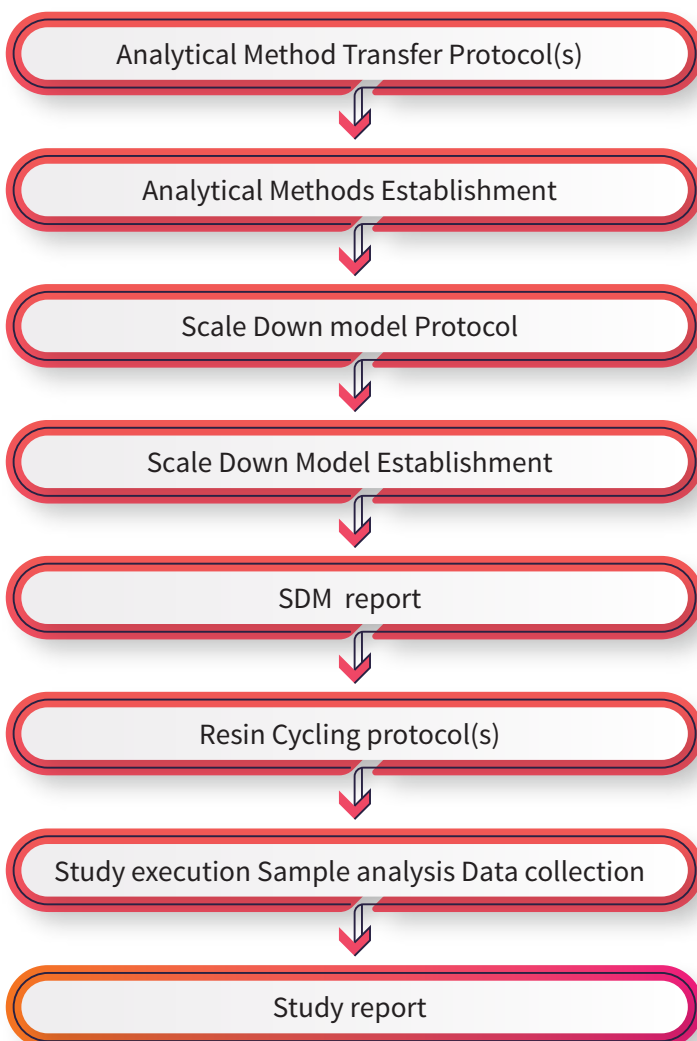 Analytical Method Transfer Protocol(s)
Analytical Methods Establishment
Scale Down model Protocol
Scale Down Model Establishment
SDM report
Resin Cycling protocol(s)
Study execution Sample analysis Data collection
Study report